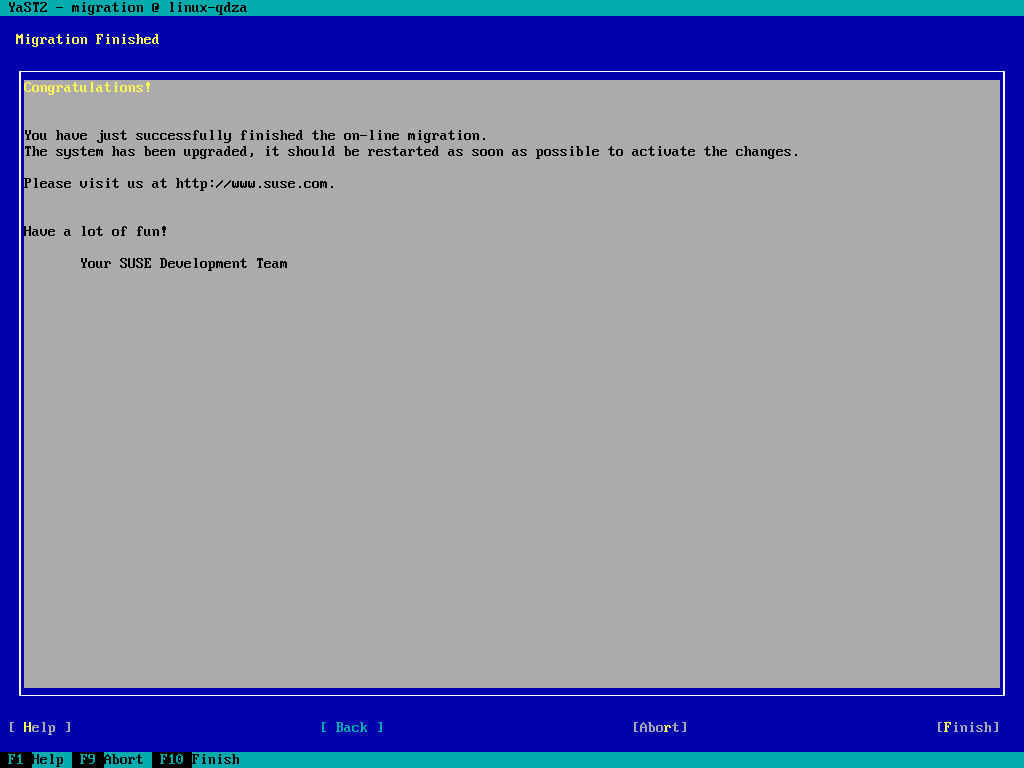 YaST2 - migration @ linux-qdza
Migration Finished
Congratulations!
You have just successfully finished the on-line migration.
The system has been upgraded, it should be restarted as soon as possible to activate the changes.
Please visit us at http://www.suse.com.
Have a lot of fun!
Your SUSE Development Team
[ Help ] [ Back ] [Abort] [Finish]
F1 Help F9 Abort F10 Finish